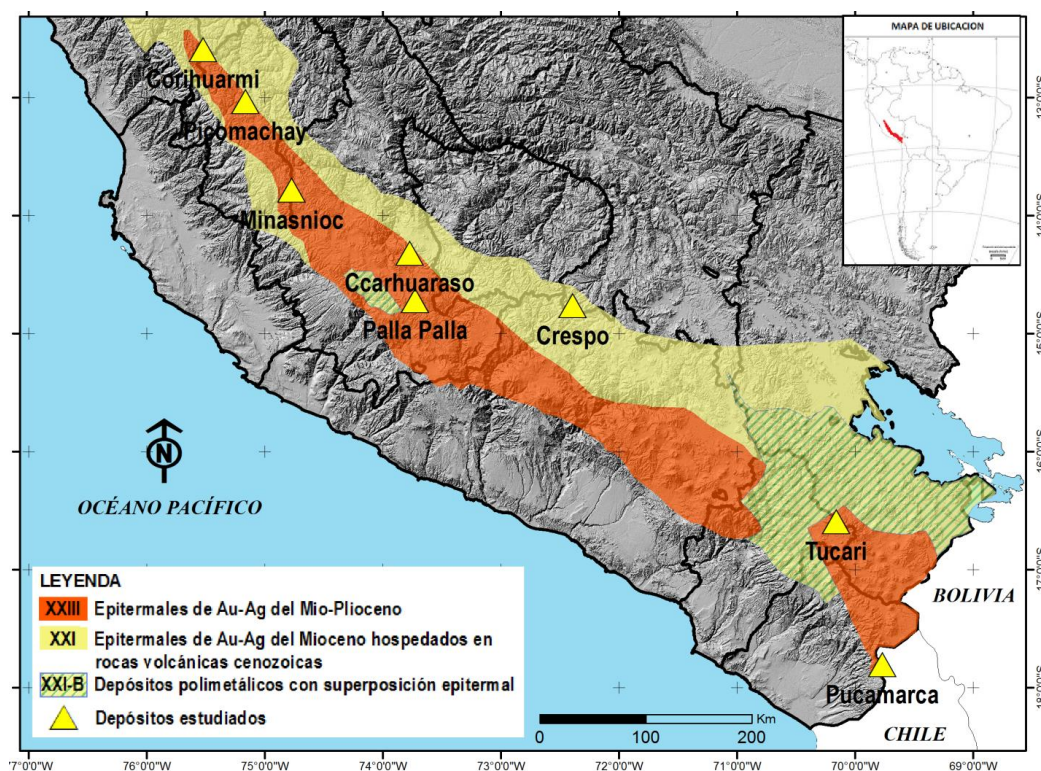 MAPA DE UBICACION
Corihuarmi
Picomachay
Minasnioc
Ccarhuaraso
Palla Palla
Crespo
N
OCÉANO PACÍFICO
Tucari
BOLIVIA
Pucamarca
CHILE
LEYENDA
XXIII Epitermales de Au-Ag del Mio-Plioceno
XXI Epitermales de Au-Ag del Mioceno hospedados en
rocas volcánicas cenozoicas
XXI-B Depósitos polimetálicos con superposición epitermal
Depósitos estudiados
Km
0 100 200
13°0'0"S
14°0'0"S
15°0'0"S
16°0'0"S
17°0'0"S
18°0'0"S
77°0'0"W 76°0'0"W 75°0'0"W 74°0'0"W 73°0'0"W 72°0'0"W 71°0'0"W 70°0'0"W 69°0'0"W